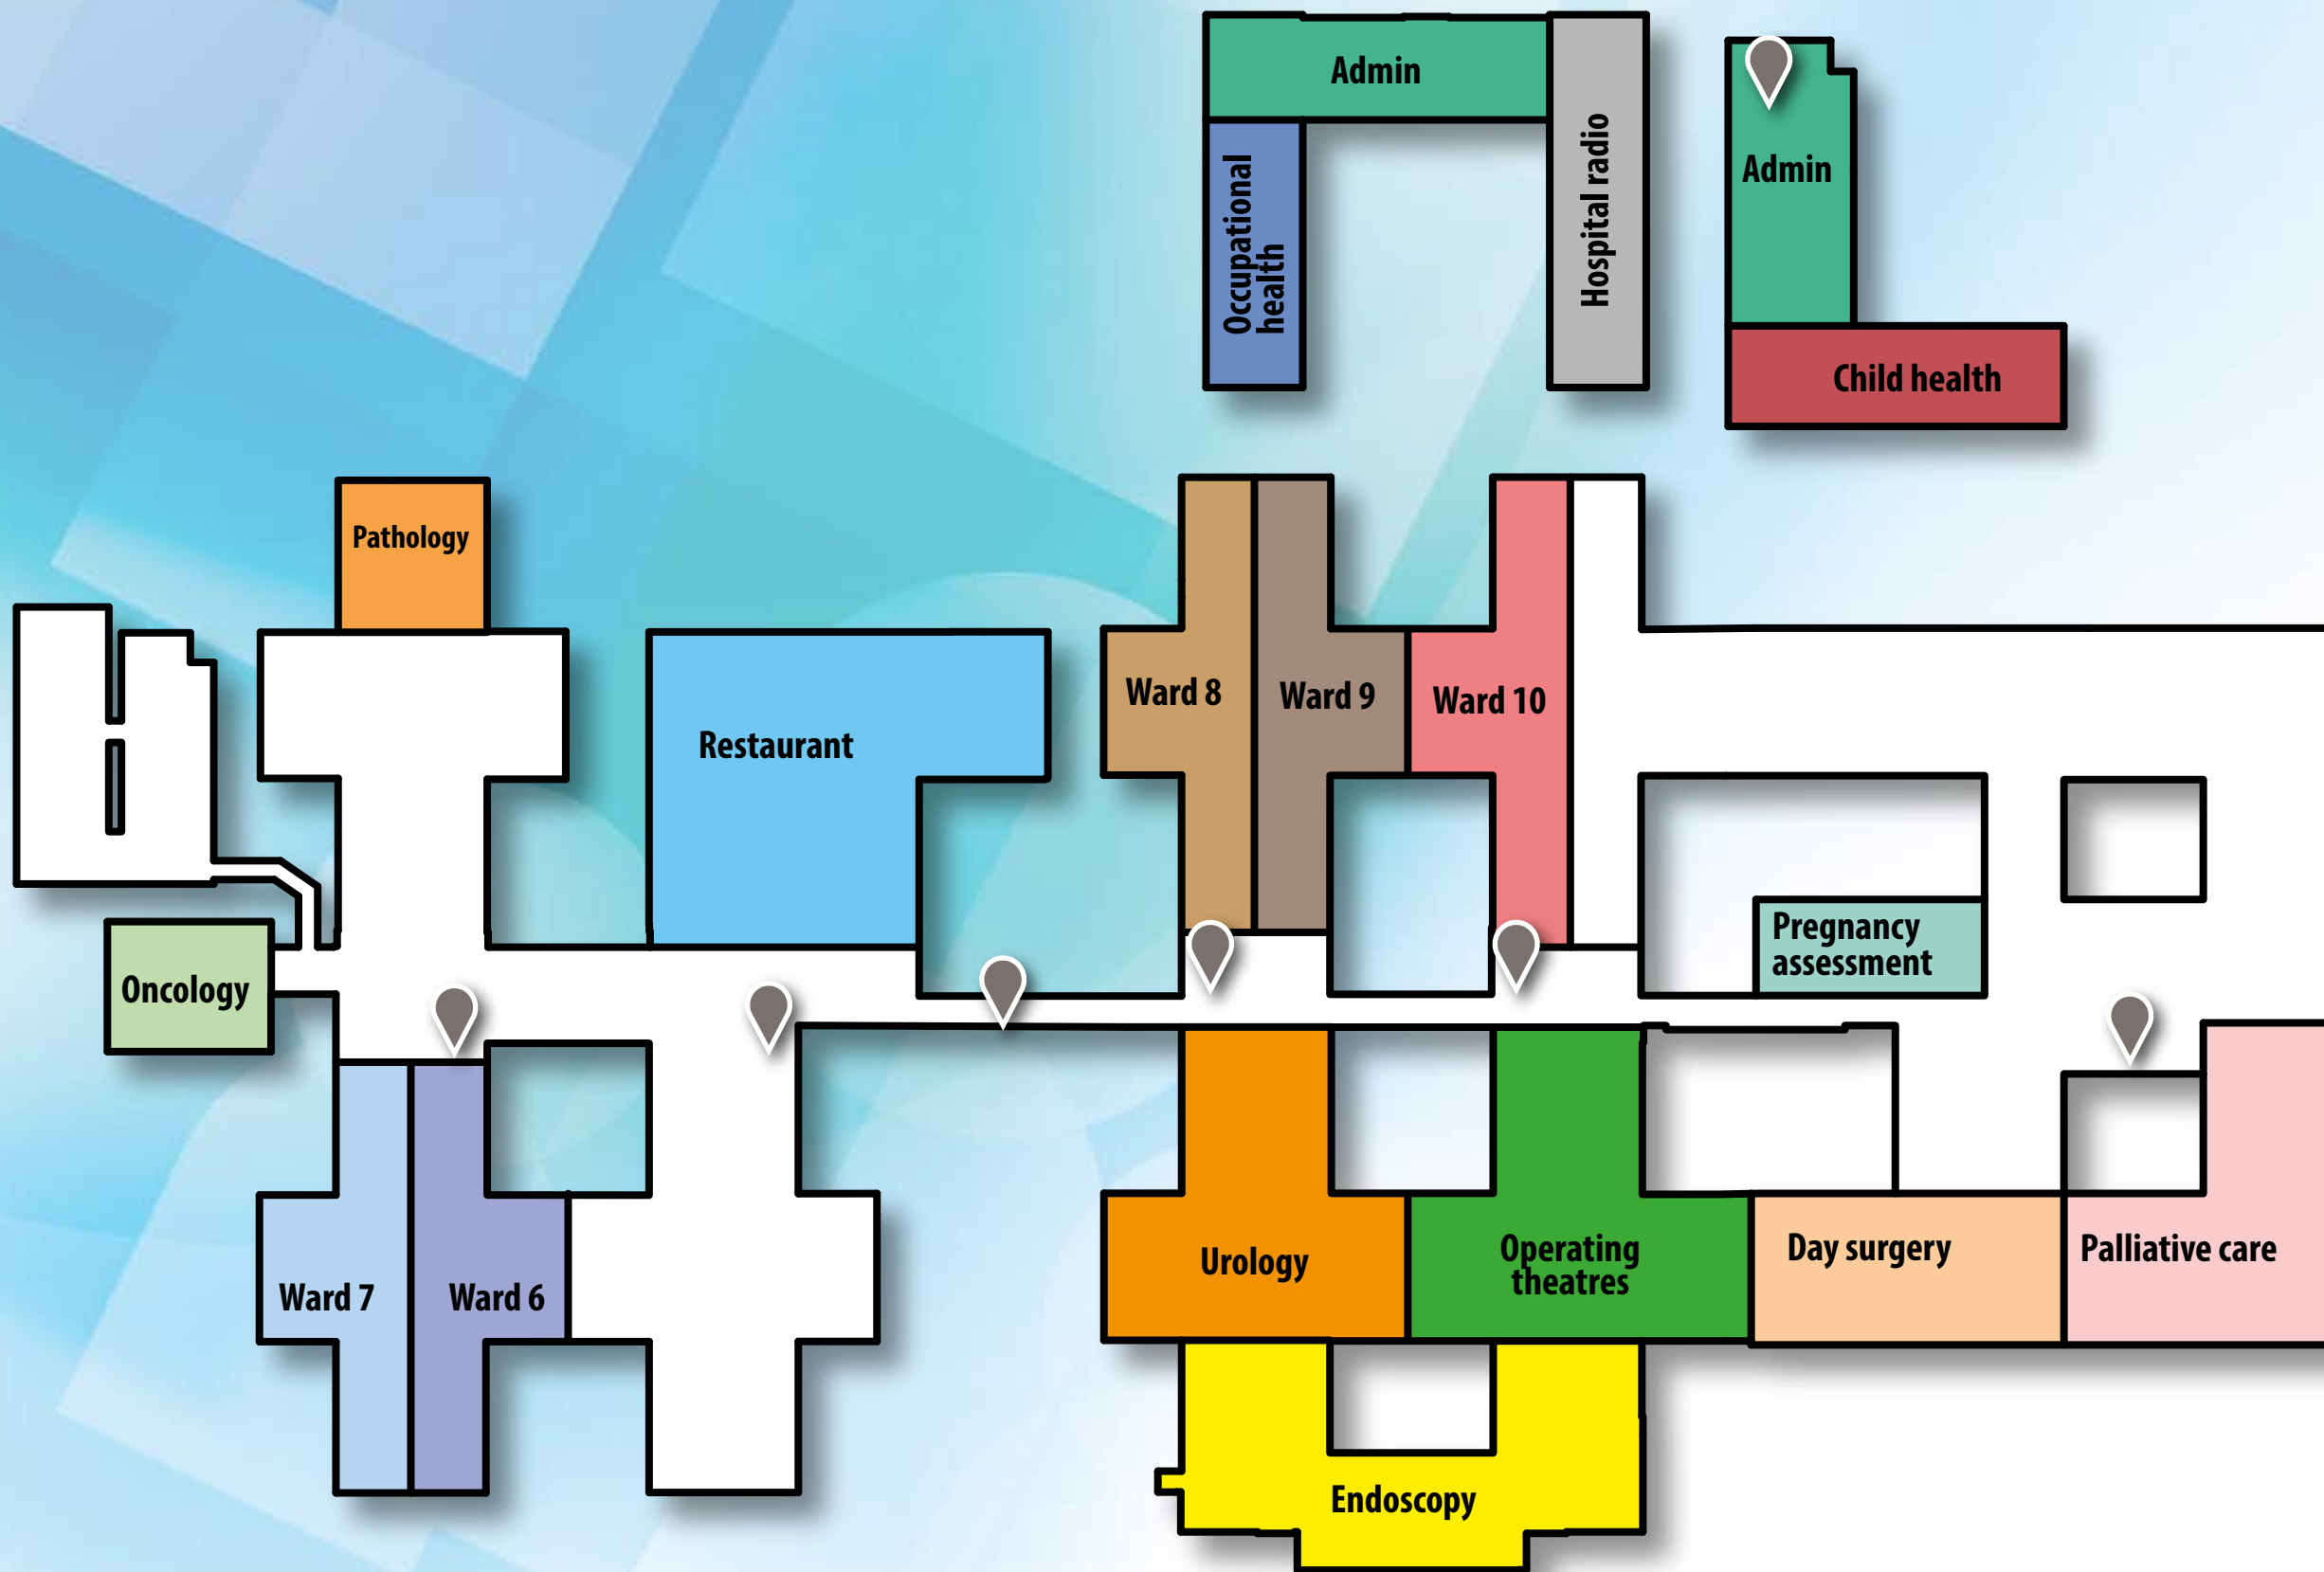 Admin
Occupational
health
Hospital radio
Admin
Child health
Pathology
Restaurant
Ward 8
Ward 9
Ward 10
Oncology
Pregnancy
assessment
Ward 7
Ward 6
Urology
Operating
theatres
Day surgery
Palliative care
Endoscopy